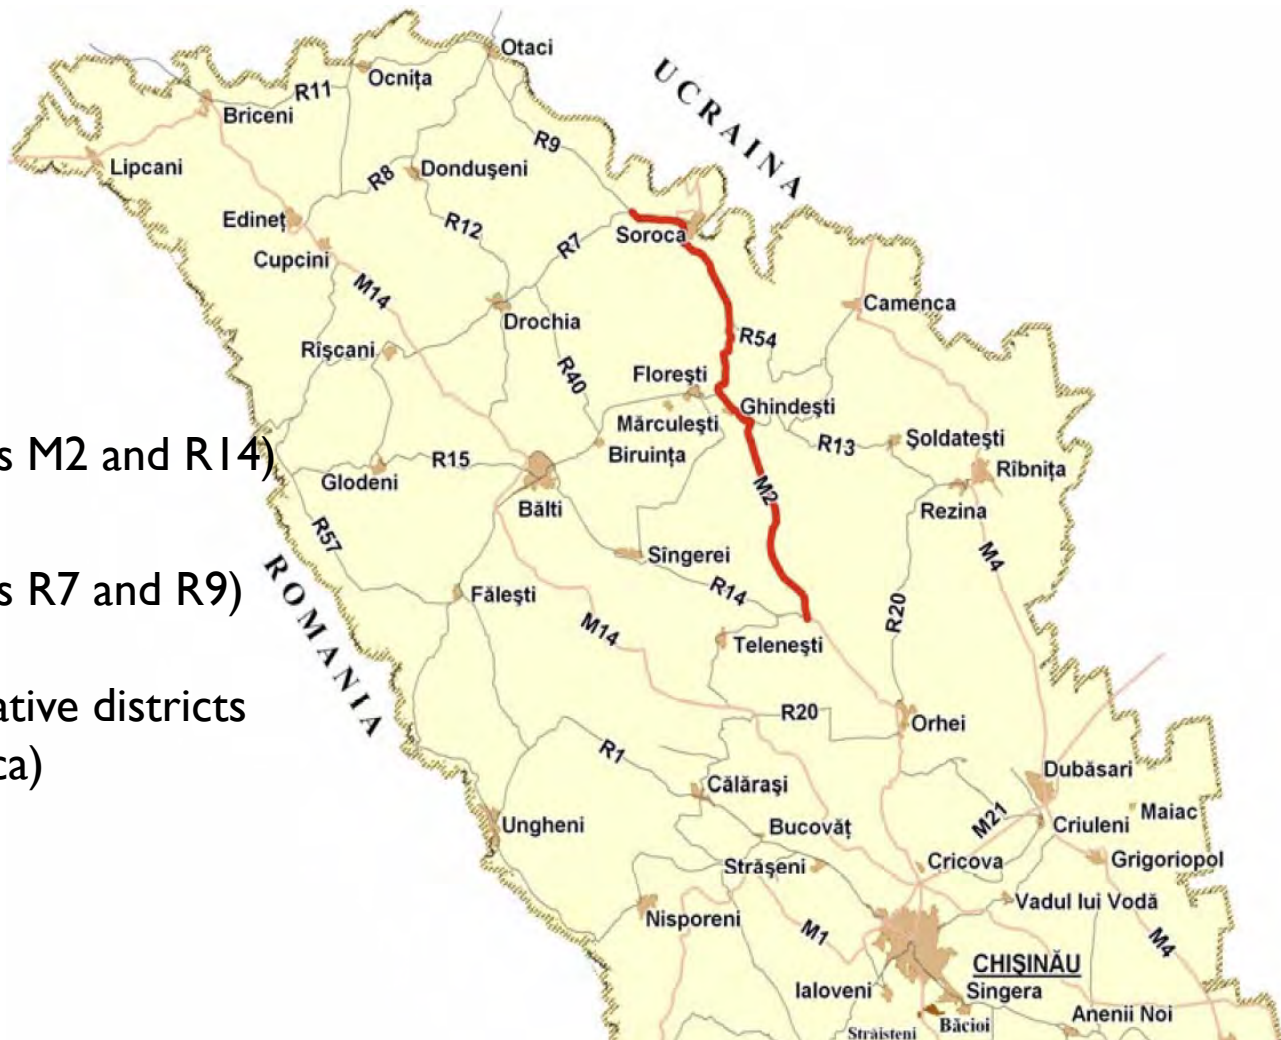 Otaci
UCRAINA
Ocnița
R11
Briceni
R9
Lipcani
R8
Dondușeni
Edineț
R12
Soroca
R7
Cupcini
M14
Camenca
Drochia
R54
Rîșcani
R40
Florești
Ghindești
Mărculești
s M2 and R14)
R13
Șoldatești
Biruința
R15
Rîbnița
Glodeni
M2
Bălti
Rezina
R57
Sîngerei
M4
ROMANIA
s R7 and R9)
R14
Fălești
R20
M14
Telenești
ative districts
R20
Orhei
ca)
R1
Dubăsari
Călărași
Maiac
M21
Ungheni
Bucovăț
Criuleni
Strășeni
Cricova
Grigoriopol
Vadul lui Vodă
Nisporeni
M1
M4
CHIȘINĂU
Ialoveni
Singera
Anenii Noi
Băcioi
Străisteni